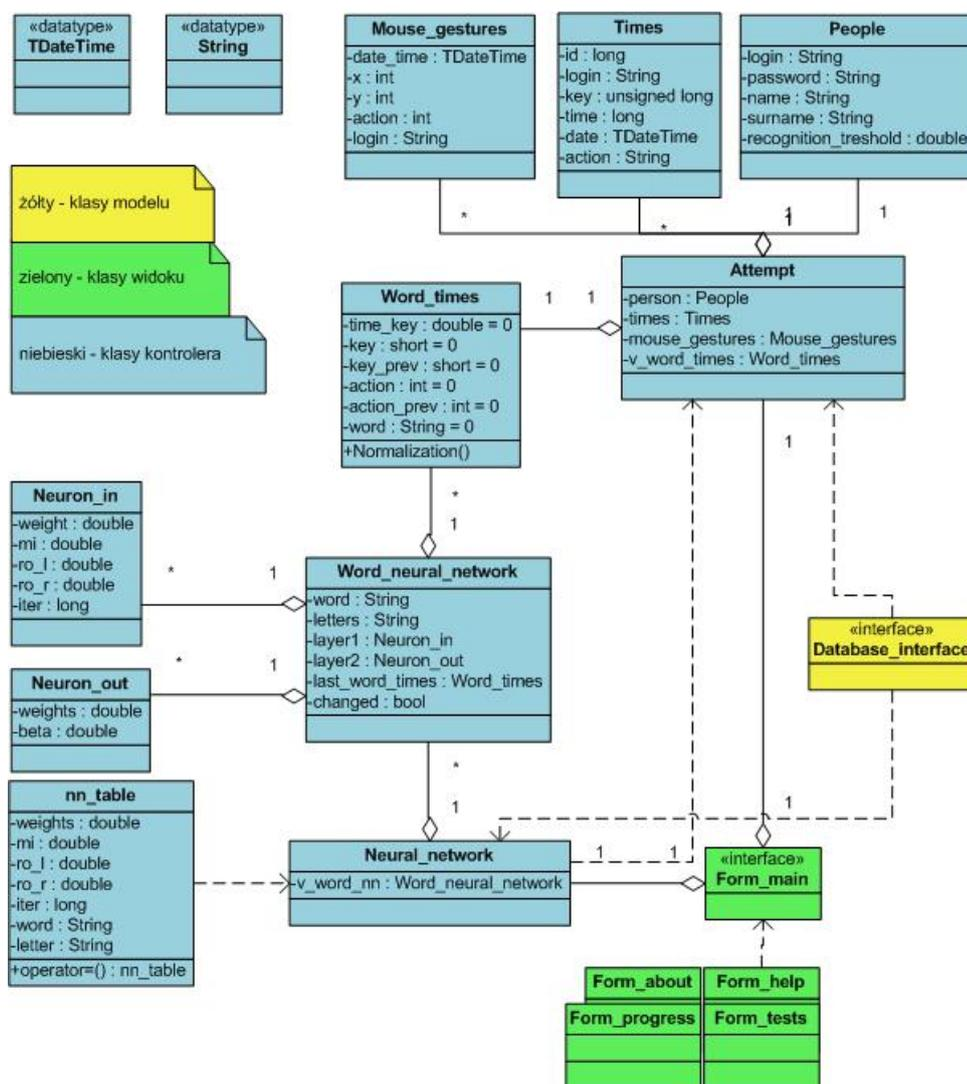 «datatype»
TDateTime
«datatype»
String
Mouse_gestures
-date_time : TDateTime
-x : int
-y : int
-action : int
-login : String
Times
-id : long
-login : String
-key : unsigned long
-time : long
-date : TDateTime
-action : String
People
-login : String
-password : String
-name : String
-surname : String
-recognition_treshold : double
żółty - klasy modelu
zielony - klasy widoku
niebieski - klasy kontrolera
*
*
1
1
1
Attempt
-person : People
-times : Times
-mouse_gestures : Mouse_gestures
-v_word_times : Word_times
1
1
Word_times
-time_key : double = 0
-key : short = 0
-key_prev : short = 0
-action : int = 0
-action_prev : int = 0
-word : String = 0
+Normalization()
1
*
1
Neuron_in
-weight : double
-mi : double
-ro_l : double
-ro_r : double
-iter : long
*
1
Word_neural_network
-word : String
-letters : String
-layer1 : Neuron_in
-layer2 : Neuron_out
-last_word_times : Word_times
-changed : bool
Neuron_out
-weights : double
-beta : double
*
1
«interface»
Database_interface
*
1
nn_table
-weights : double
-mi : double
-ro_l : double
-ro_r : double
-iter : long
-word : String
-letter : String
+operator=() : nn_table
Neural_network
-v_word_nn : Word_neural_network
1
1
1
«interface»
Form_main
Form_about
Form_help
Form_progress
Form_tests